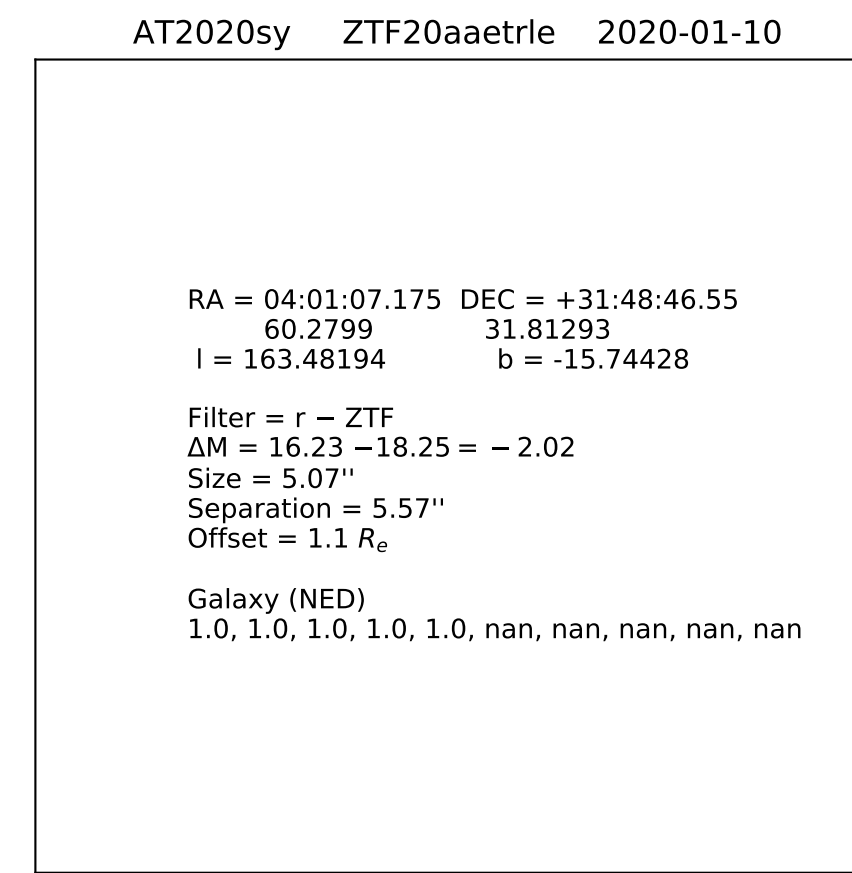 AT2020sy ZTF20aaetrle 2020-01-10
RA = 04:01:07.175 DEC = +31:48:46.55
60.2799 31.81293
l = 163.48194 b = -15.74428
Filter = r − ZTF
ΔM = 16.23 −18.25 = − 2.02
Size = 5.07''
Separation = 5.57''
Offset = 1.1 Re
Galaxy (NED)
1.0, 1.0, 1.0, 1.0, 1.0, nan, nan, nan, nan, nan